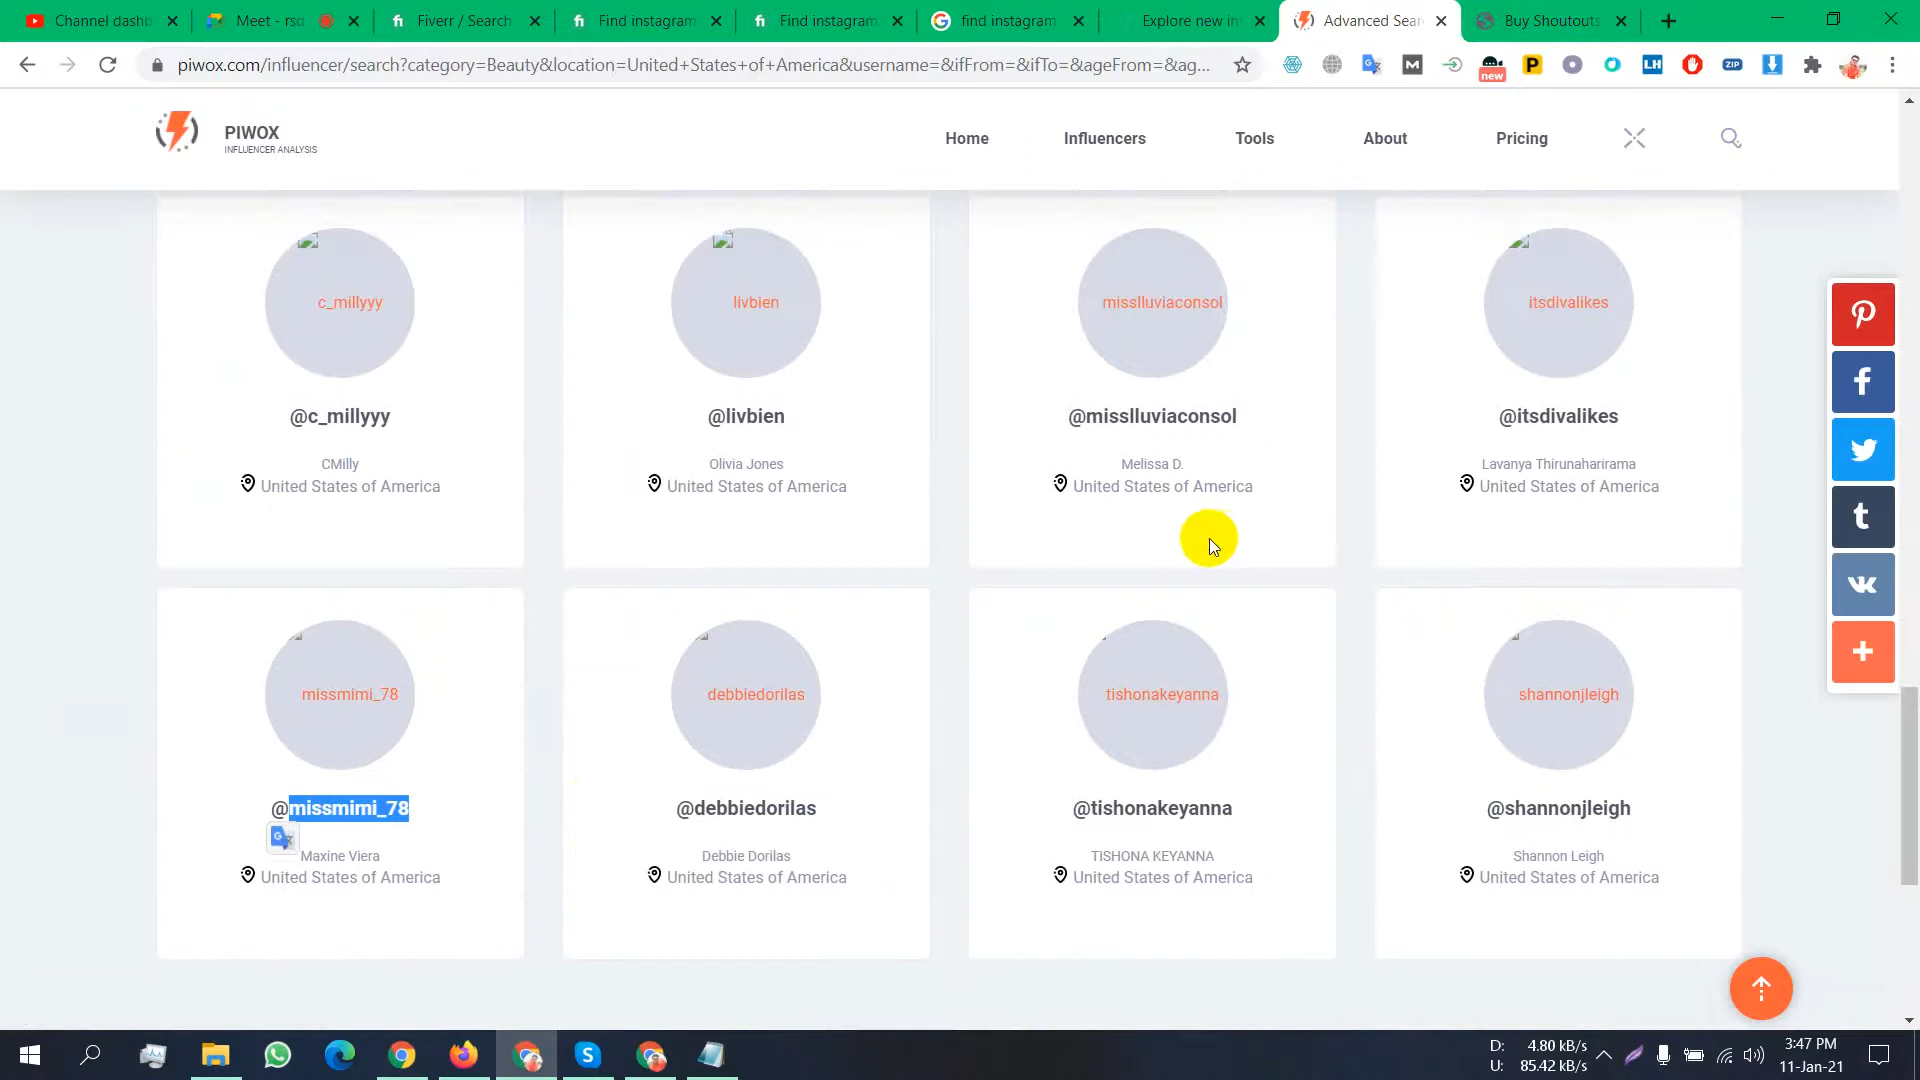 Channel dashb
Meet - rsd
Fiverr / Search
Find instagram
Find instagram
find instagram
Explore new in
Advanced Sear
Buy Shoutouts
piwox.com/influencer/search?category=Beauty&location=United+States+of+America&username=&ifFrom=&ifTo=&ageFrom=&ag...
PIWOX
INFLUENCER ANALYSIS
Home
Influencers
Tools
About
Pricing
c_millyyy
livbien
misslluviaconsol
itsdivalikes
@c_millyyy
@livbien
@misslluviaconsol
@itsdivalikes
CMilly
Olivia Jones
Melissa D.
Lavanya Thirunaharirama
United States of America
United States of America
United States of America
United States of America
missmimi_78
debbiedorilas
tishonakeyanna
shannonjleigh
@missmimi_78
@debbiedorilas
@tishonakeyanna
@shannonjleigh
Maxine Viera
Debbie Dorilas
TISHONA KEYANNA
Shannon Leigh
United States of America
United States of America
United States of America
United States of America
D: 4.80 kB/s
U: 85.42 kB/s
3:47 PM
11-Jan-21
new
P
M
LH
ZIP